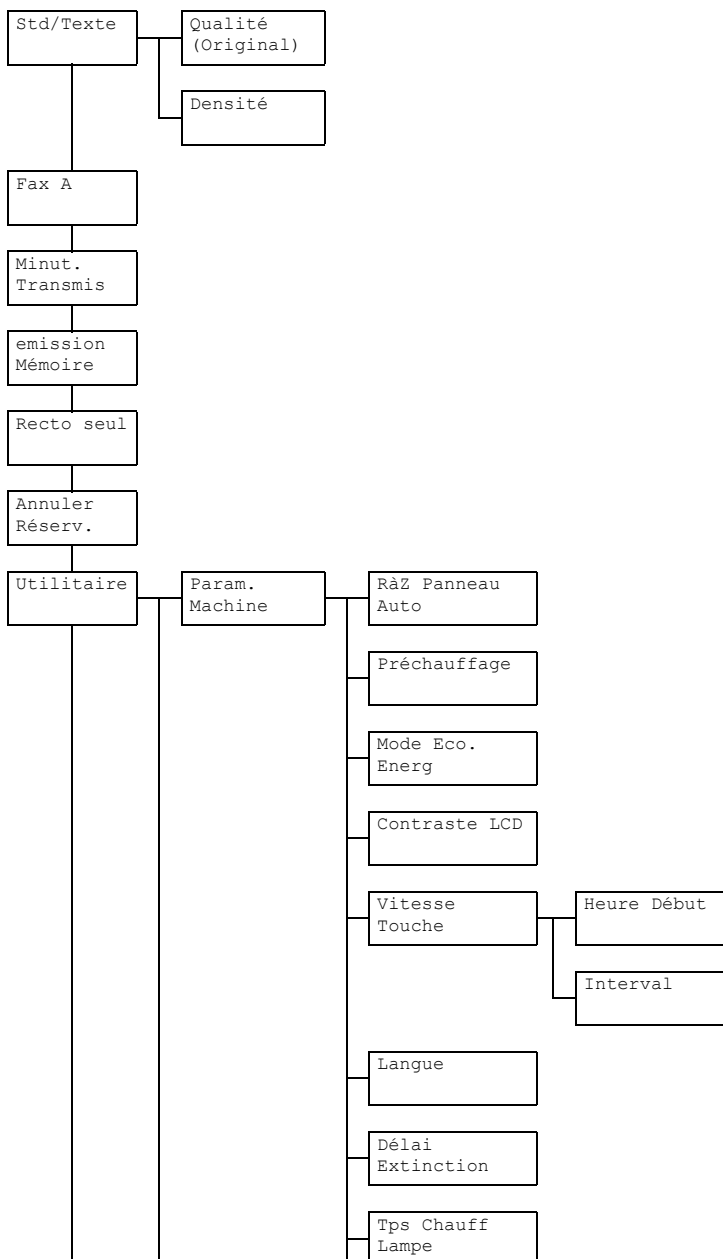 Std/Texte
Qualité
(Original)
Densité
Fax A
Minut.
Transmis
emission
Mémoire
Recto seul
Annuler
Réserv.
Utilitaire
Param.
Machine
RàZ Panneau
Auto
Préchauffage
Mode Eco.
Energ
Contraste LCD
Vitesse
Touche
Heure Début
Interval
Langue
Délai
Extinction
Tps Chauff
Lampe